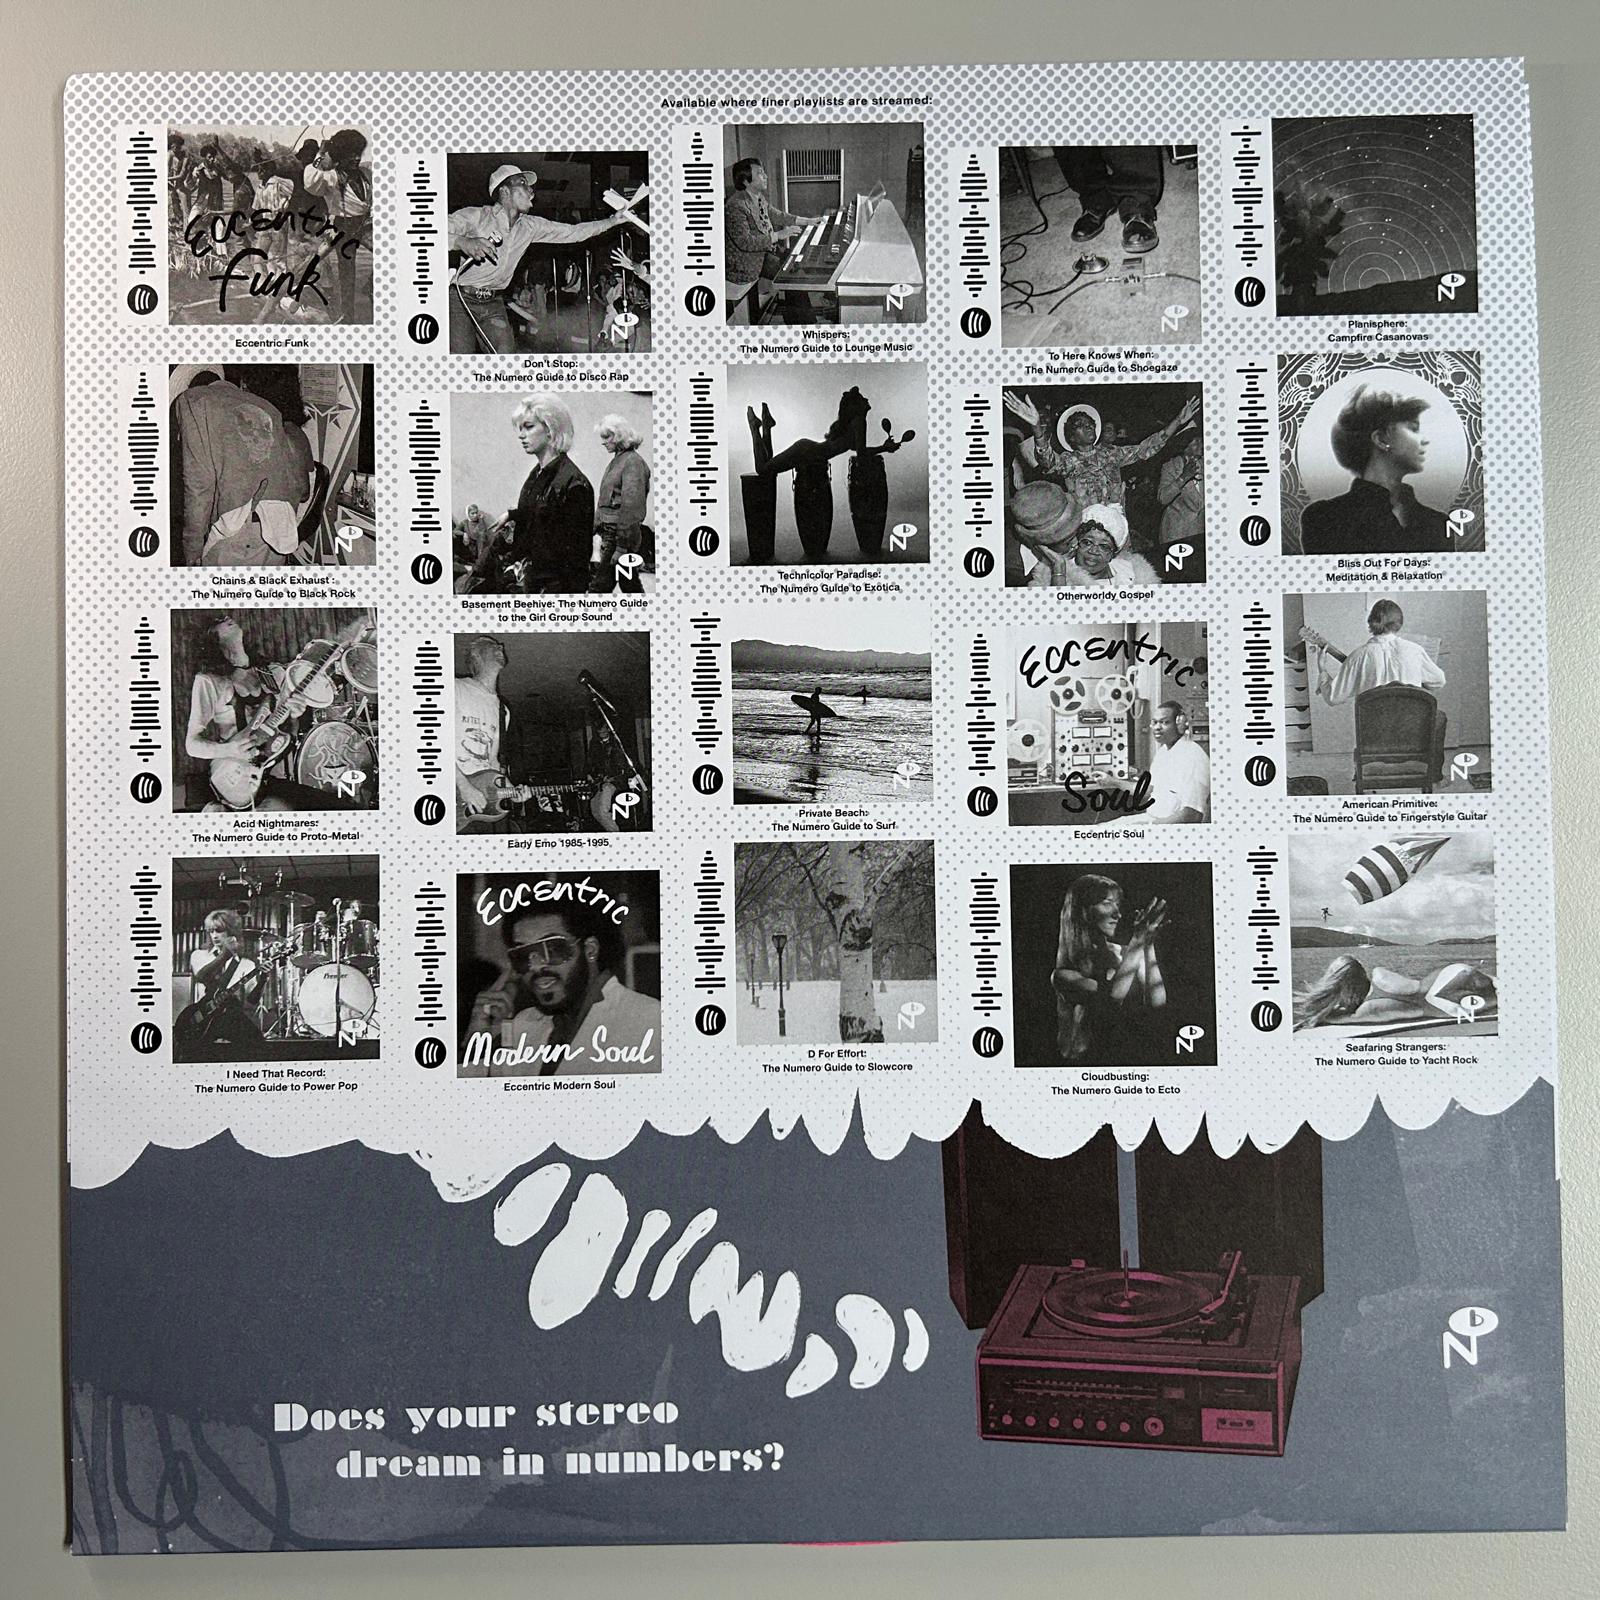 Available where finer playlists are streamed:
Eccentric
Funk
Eccentric Funk
Don't Stop:
The Numero Guide to Disco Rap
Whispers:
The Numero Guide to Lounge Music
To Here Knows When:
The Numero Guide to Shoegaze
Planisphere:
Campfire Casanovas
Chains & Black Exhaust :
The Numero Guide to Black Rock
Basement Beehive: The Numero Guide
to the Girl Group Sound
Technicolor Paradise:
The Numero Guide to Exotica
Otherworldy Gospel
Bliss Out For Days:
Meditation & Relaxation
Acid Nightmares:
The Numero Guide to Proto-Metal
Early Emo 1985-1995
Private Beach:
The Numero Guide to Surf
Eccentric
Soul
Eccentric Soul
American Primitive:
The Numero Guide to Fingerstyle Guitar
Premier
I Need That Record:
The Numero Guide to Power Pop
Eccentric
Modern Soul
Eccentric Modern Soul
D For Effort:
The Numero Guide to Slowcore
Cloudbusting:
The Numero Guide to Ecto
Seafaring Strangers:
The Numero Guide to Yacht Rock
Does your stereo
dream in numbers?